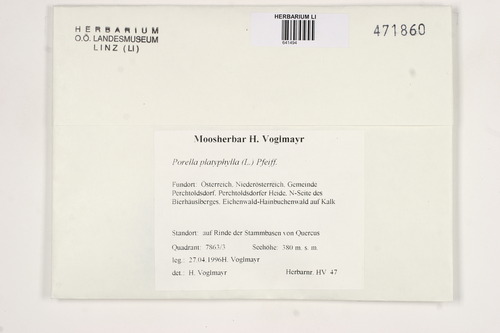 HERBARIUM
O.Ö. LANDESMUSEUM
LINZ (LI)
HERBARIUM LI
641494
471860
Moosherbar H. Voglmayr
Porella platyphylla (L.) Pfeiff.
Fundort: Österreich, Niederösterreich, Gemeinde
Perchtoldsdorf, Perchtoldsdorfer Heide, N-Seite des
Bierhäuslberges, Eichenwald-Hainbuchenwald auf Kalk
Standort: auf Rinde der Stammbasen von Quercus
Quadrant: 7863/3 Seehöhe: 380 m. s. m.
leg.: 27.04.1996H. Voglmayr
det.: H. Voglmayr Herbarnr. HV 47